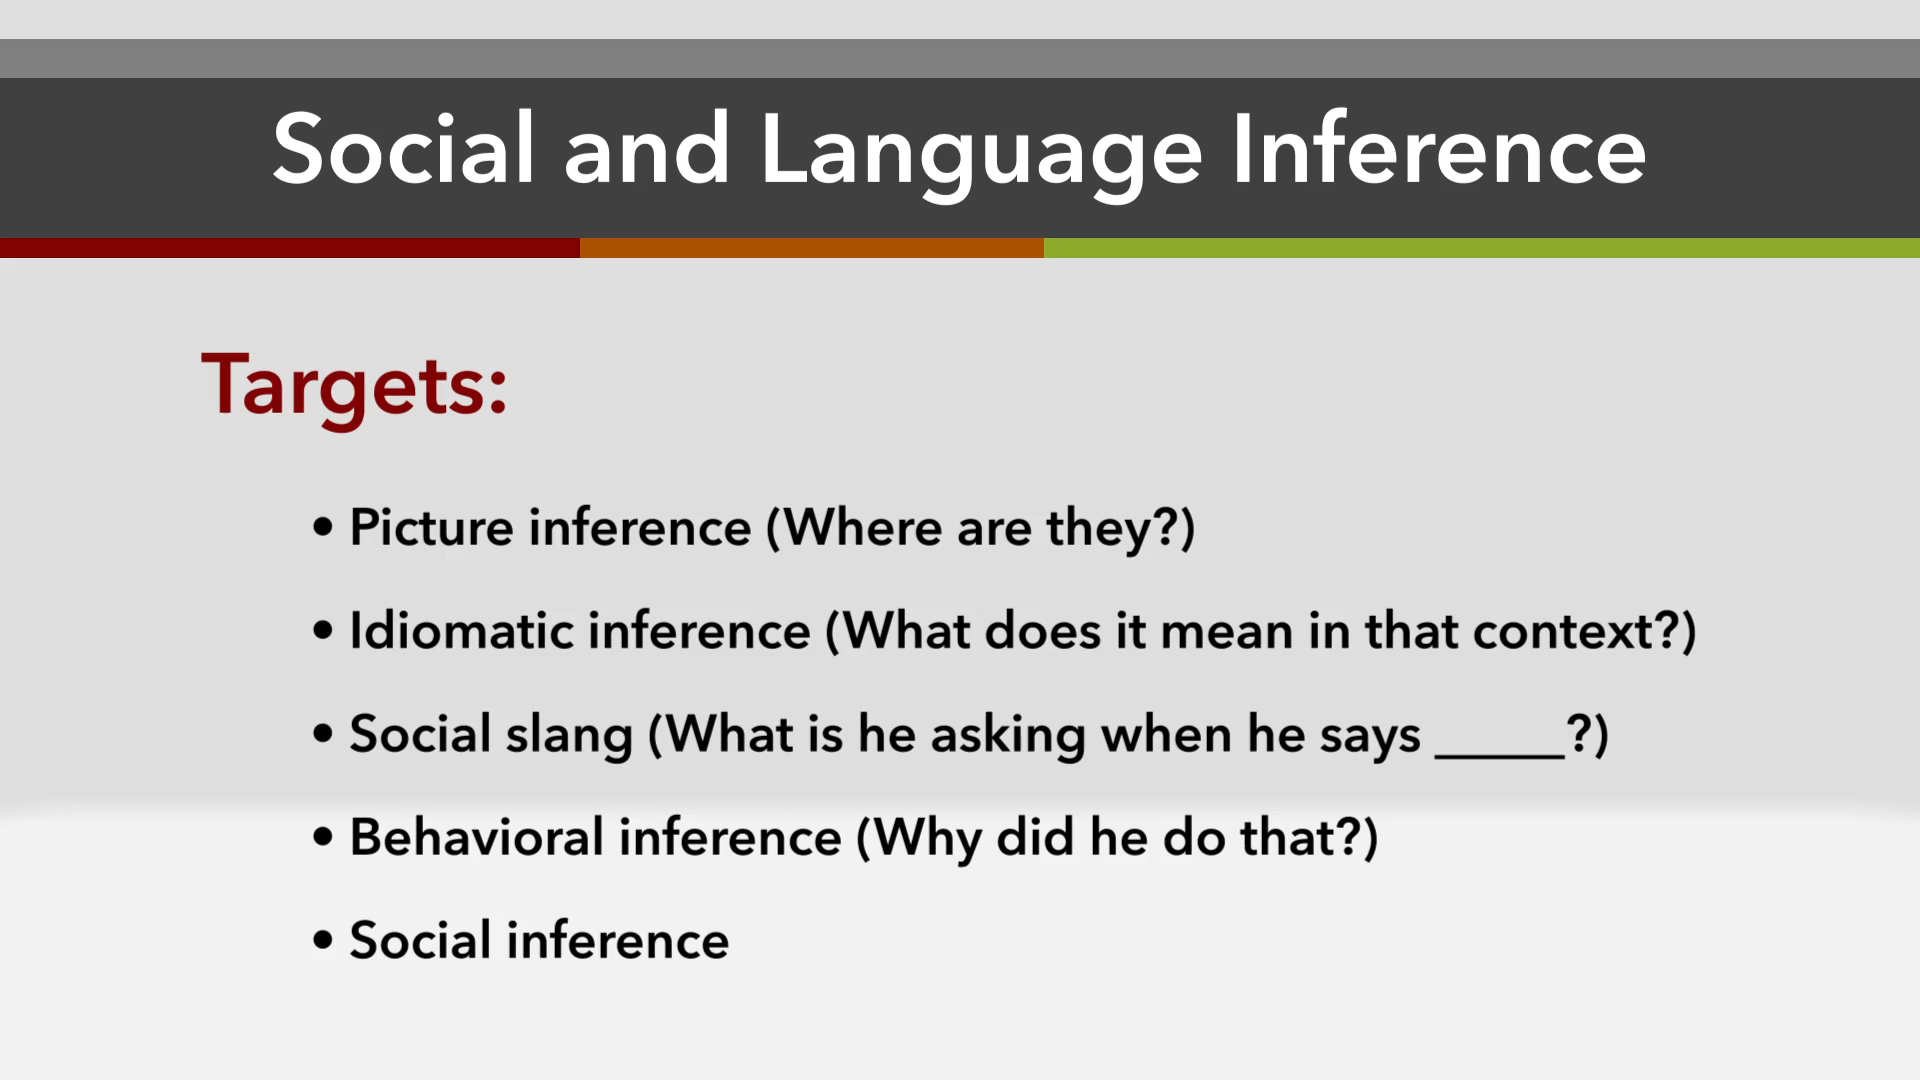 Social and Language Inference
Targets:
• Picture inference (Where are they?)
• Idiomatic inference (What does it mean in that context?)
• Social slang (What is he asking when he says _____?)
• Behavioral inference (Why did he do that?)
• Social inference